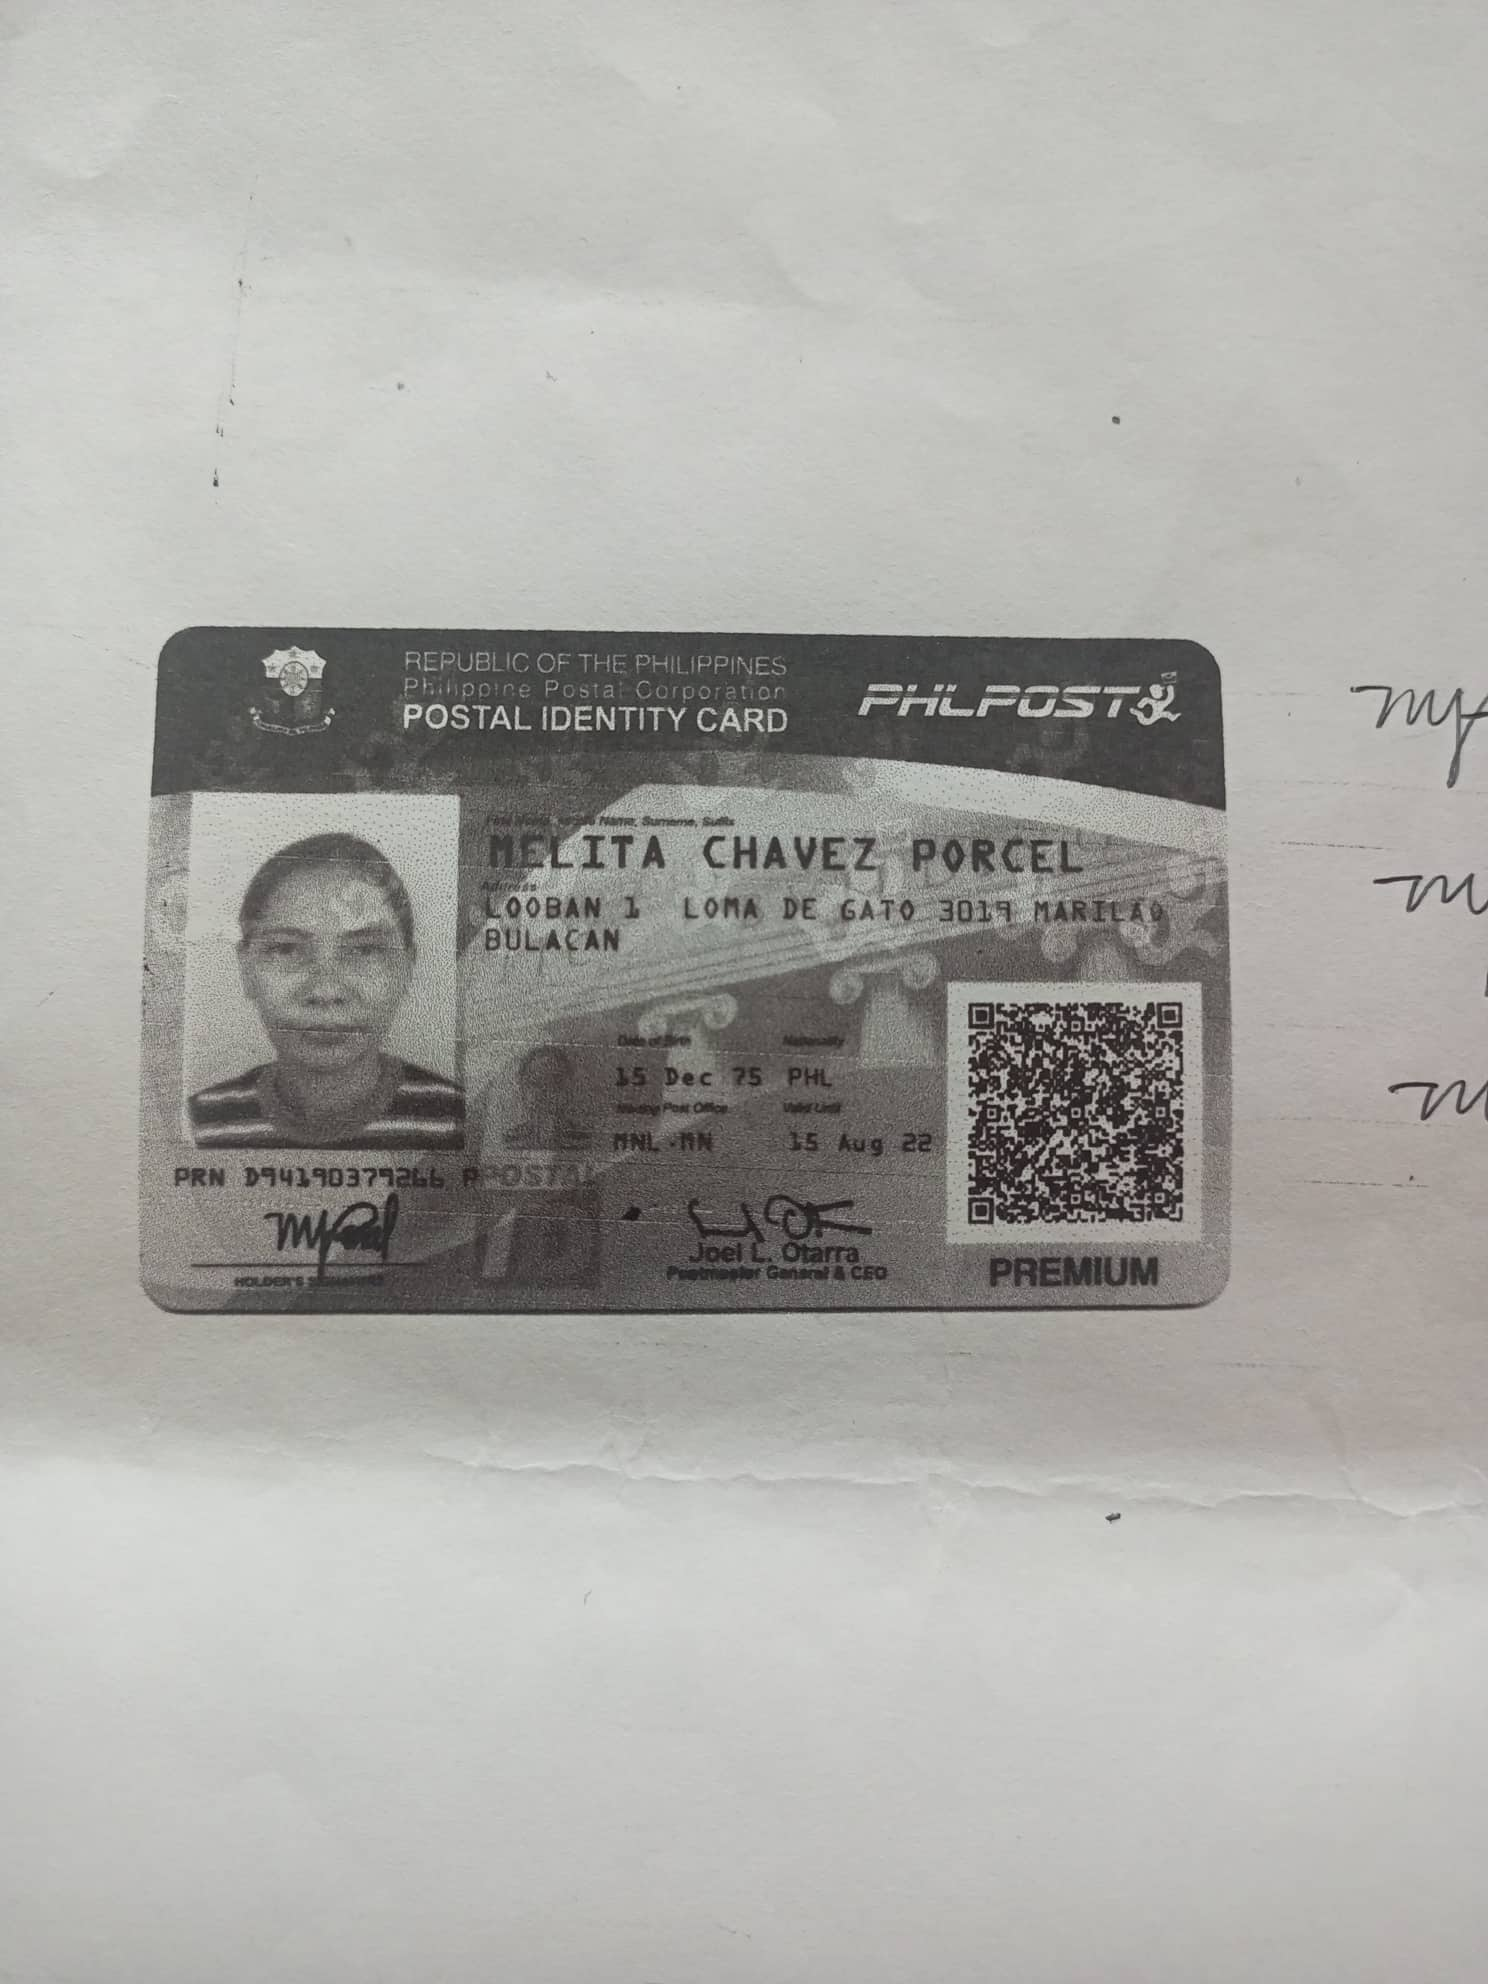 REPUBLIC OF THE PHILIPPINES
Philippine Postal Corporation
POSTAL IDENTITY CARD
PHLPOST
First Name, Middle Name, Surname, Suffix
MELITA CHAVEZ PORCEL
Address
LOOBAN 1 LOMA DE GATO 3019 MARILAO
BULACAN
Date of Birth Nationality
15 Dec 75 PHL
Issuing Post Office Valid Until
MNL-MN 15 Aug 22
PRN D94190379266 P
POSTAL
Joel L. Otarra
Postmaster General & CEO
HOLDER'S SIGNATURE
PREMIUM